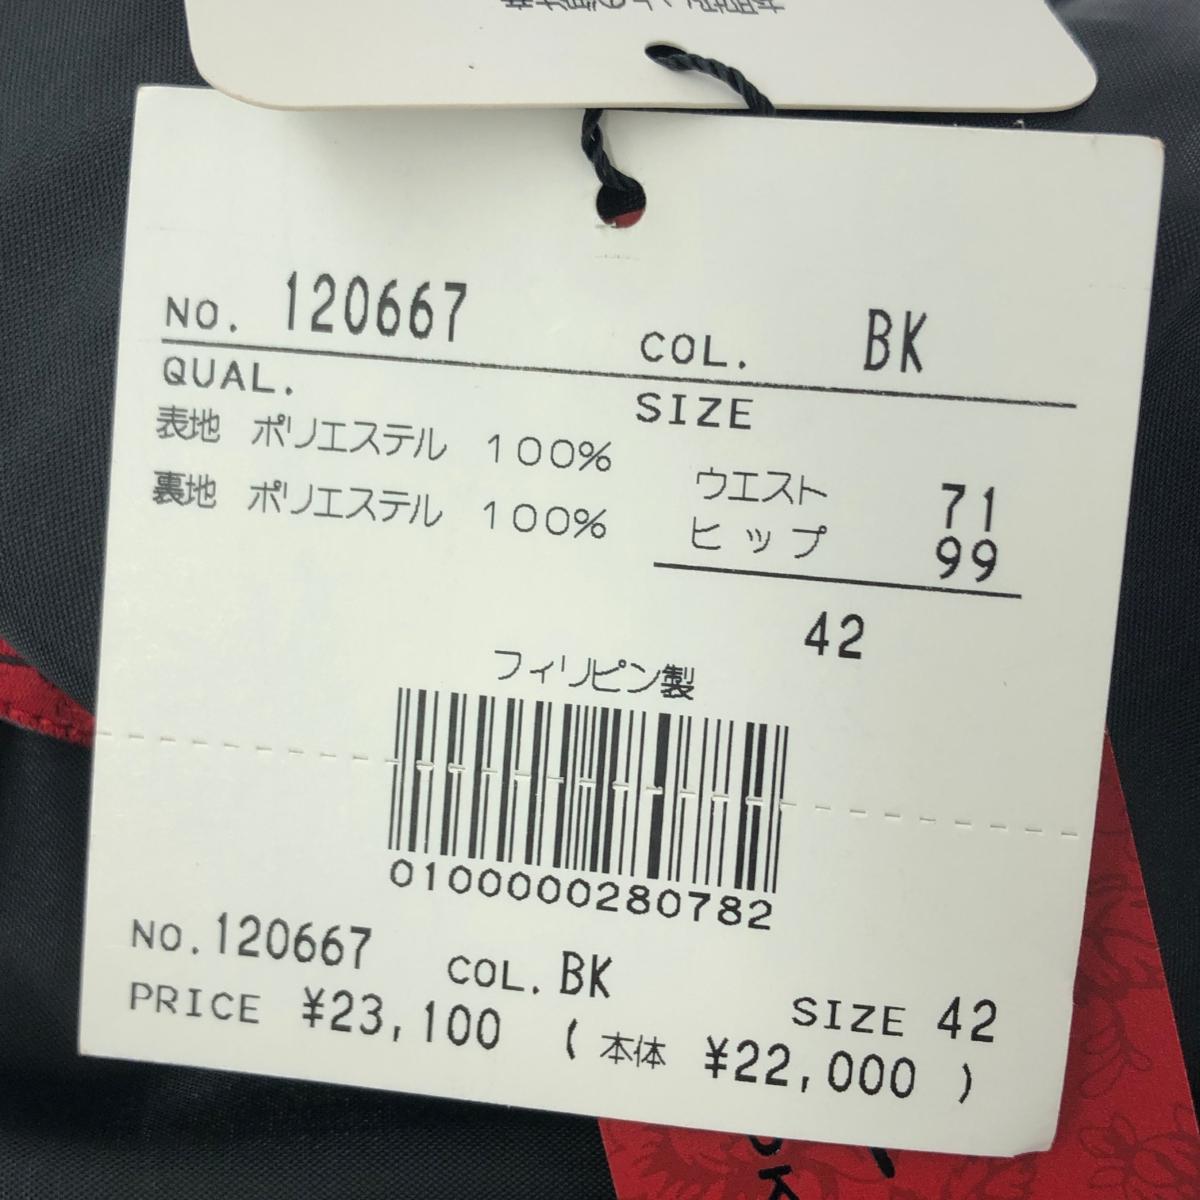 NO. 120667 COL. BK
QUAL. SIZE
表地 ポリエステル 100%
裏地 ポリエステル 100%
ウエスト 71
ヒップ 99
42
フィリピン製
0100000280782
NO. 120667 COL. BK SIZE 42
PRICE ¥23,100 ( 本体 ¥22,000 )